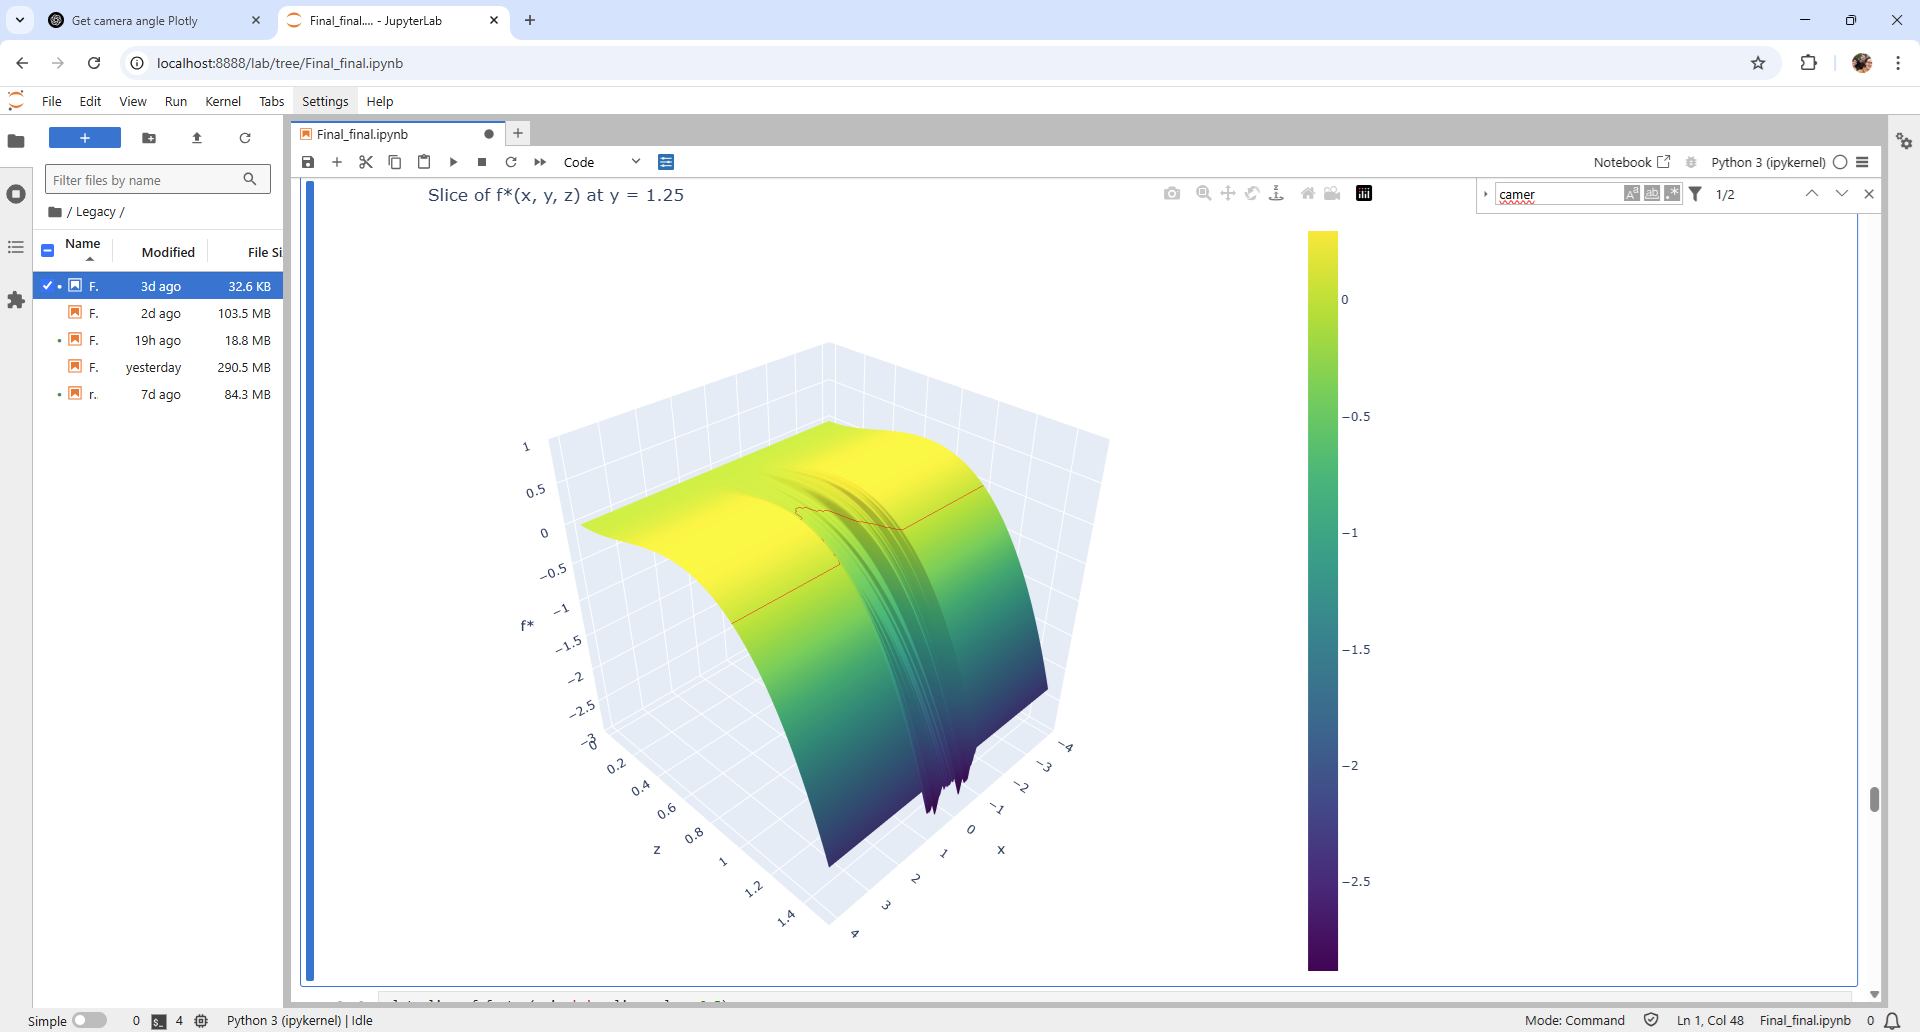 Get camera angle Plotly
Final_final.... - JupyterLab
localhost:8888/lab/tree/Final_final.ipynb
File Edit View Run Kernel Tabs Settings Help
Final_final.ipynb
Code
Notebook
Python 3 (ipykernel)
Filter files by name
/ Legacy /
Name Modified File Si
F. 3d ago 32.6 KB
F. 2d ago 103.5 MB
F. 19h ago 18.8 MB
F. yesterday 290.5 MB
r.. 7d ago 84.3 MB
Slice of f*(x, y, z) at y = 1.25
camer
Aa
ab
.*
1/2
1
0.5
0
−0.5
−1
−1.5
−2
−2.5
−3
f*
0
0.2
0.4
0.6
0.8
1
1.2
1.4
z
−4
−3
−2
−1
0
1
2
3
4
x
0
−0.5
−1
−1.5
−2
−2.5
Simple 0 $_ 4 Python 3 (ipykernel) | Idle
Mode: Command Ln 1, Col 48 Final_final.ipynb 0